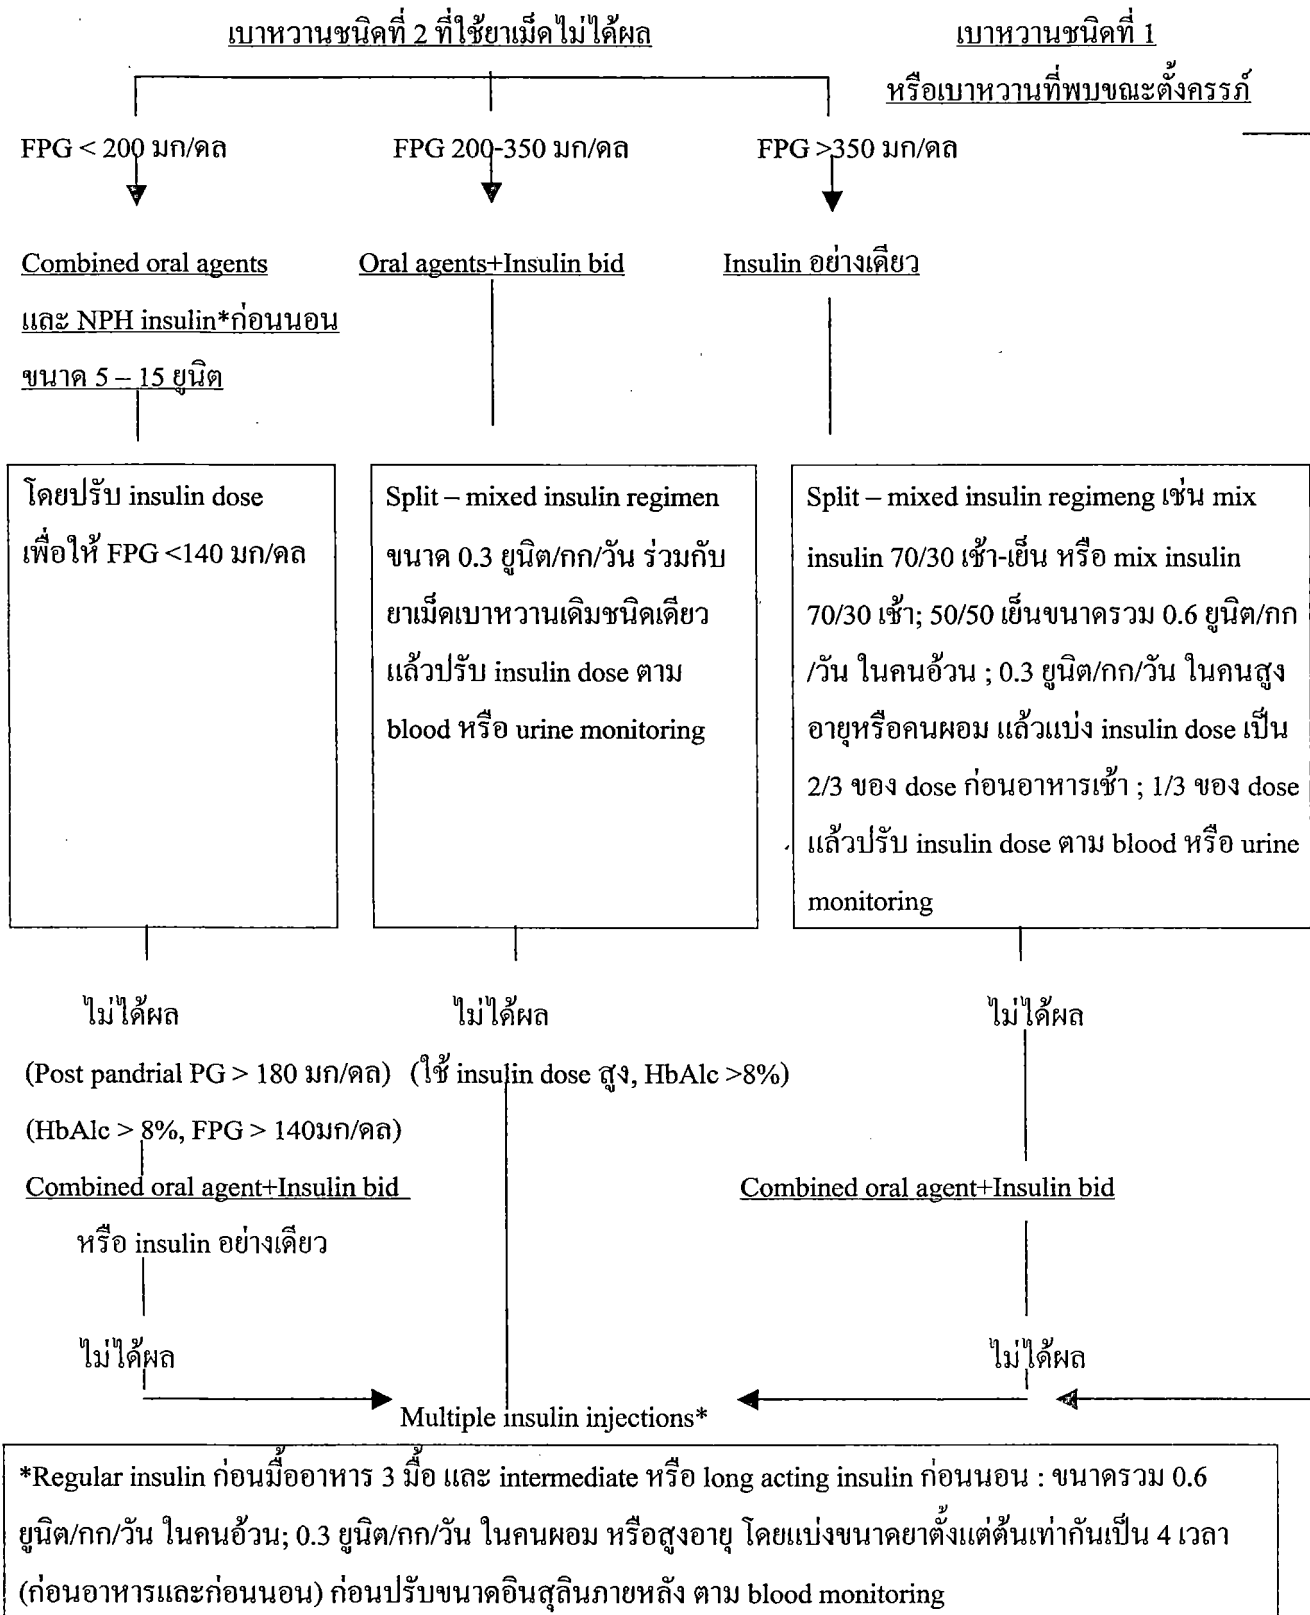 เบาหวานชนิดที่ 2 ที่ใช้ยาเม็ดไม่ได้ผล
เบาหวานชนิดที่ 1
หรือเบาหวานที่พบขณะตั้งครรภ์
FPG < 200 มก/ดล
FPG 200-350 มก/ดล
FPG >350 มก/ดล
Combined oral agents
และ NPH insulin*ก่อนนอน
ขนาด 5 – 15 ยูนิต
Oral agents+Insulin bid
Insulin อย่างเดียว
โดยปรับ insulin dose
เพื่อให้ FPG <140 มก/ดล
Split – mixed insulin regimen
ขนาด 0.3 ยูนิต/กก/วัน ร่วมกับ
ยาเม็ดเบาหวานเดิมชนิดเดียว
แล้วปรับ insulin dose ตาม
blood หรือ urine monitoring
Split – mixed insulin regimeng เช่น mix
insulin 70/30 เช้า-เย็น หรือ mix insulin
70/30 เช้า; 50/50 เย็นขนาดรวม 0.6 ยูนิต/กก
/วัน ในคนอ้วน ; 0.3 ยูนิต/กก/วัน ในคนสูง
อายุหรือคนผอม แล้วแบ่ง insulin dose เป็น
2/3 ของ dose ก่อนอาหารเช้า ; 1/3 ของ dose
แล้วปรับ insulin dose ตาม blood หรือ urine
monitoring
ไม่ได้ผล
(Post pandrial PG > 180 มก/ดล)
(HbAlc > 8%, FPG > 140มก/ดล)
Combined oral agent+Insulin bid
หรือ insulin อย่างเดียว
ไม่ได้ผล
ไม่ได้ผล
(ใช้ insulin dose สูง, HbAlc >8%)
ไม่ได้ผล
Combined oral agent+Insulin bid
ไม่ได้ผล
Multiple insulin injections*
*Regular insulin ก่อนมื้ออาหาร 3 มื้อ และ intermediate หรือ long acting insulin ก่อนนอน : ขนาดรวม 0.6
ยูนิต/กก/วัน ในคนอ้วน; 0.3 ยูนิต/กก/วัน ในคนผอม หรือสูงอายุ โดยแบ่งขนาดยาตั้งแต่ต้นเท่ากันเป็น 4 เวลา
(ก่อนอาหารและก่อนนอน) ก่อนปรับขนาดอินสุลินภายหลัง ตาม blood monitoring